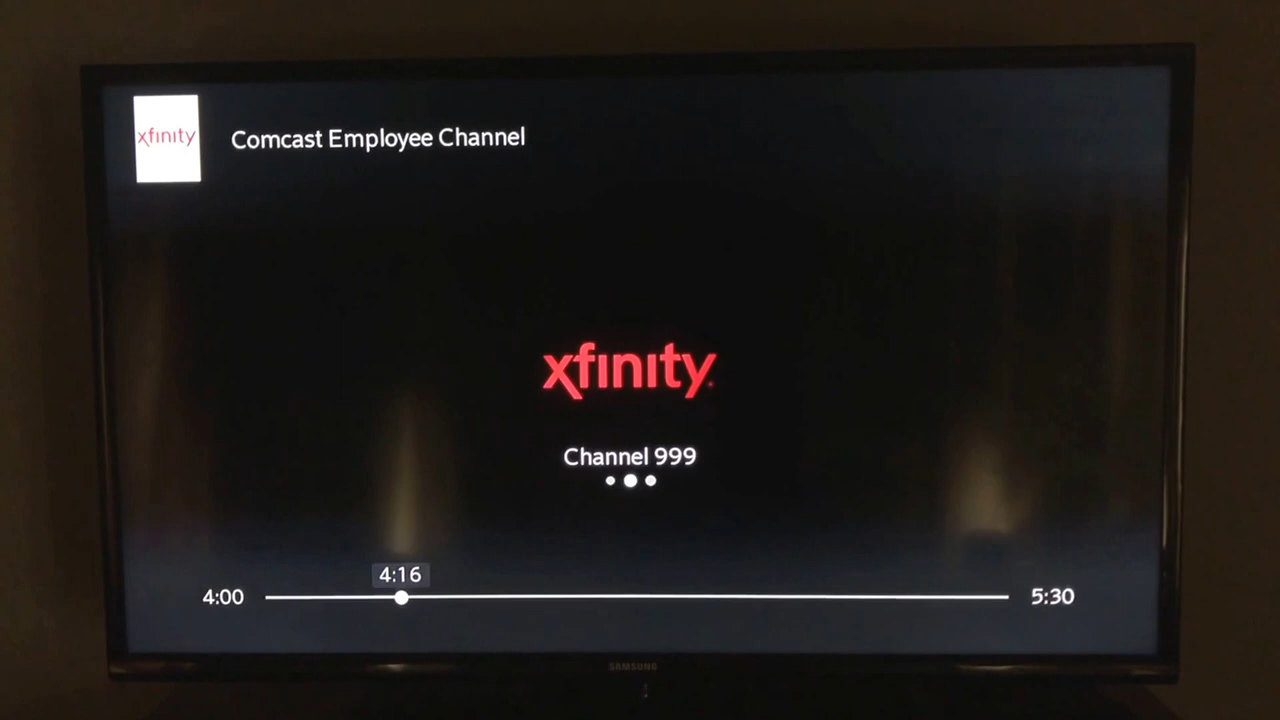 xfinity
Comcast Employee Channel
xfinity
Channel 999
4:16
4:00
5:30
SAMSUNG